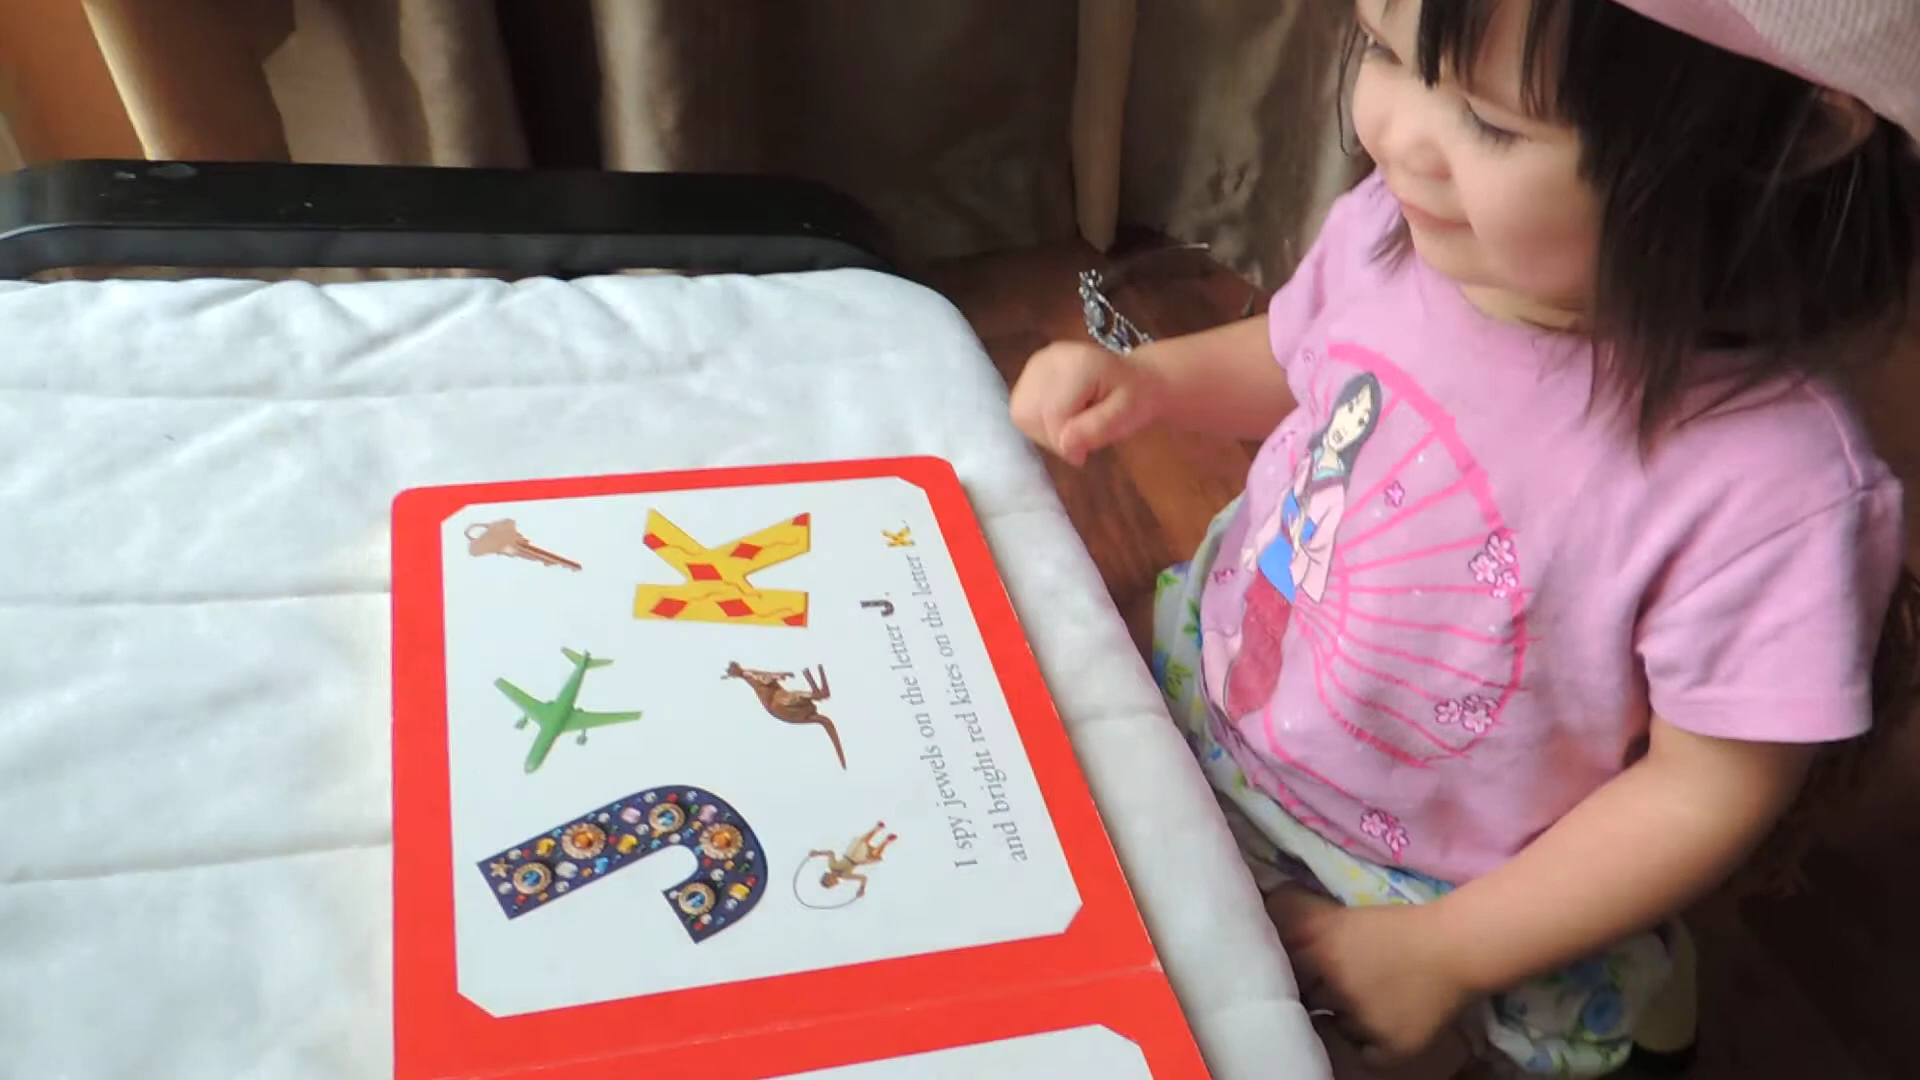 K
J
I spy jewels on the letter J.
and bright red kites on the letter K.